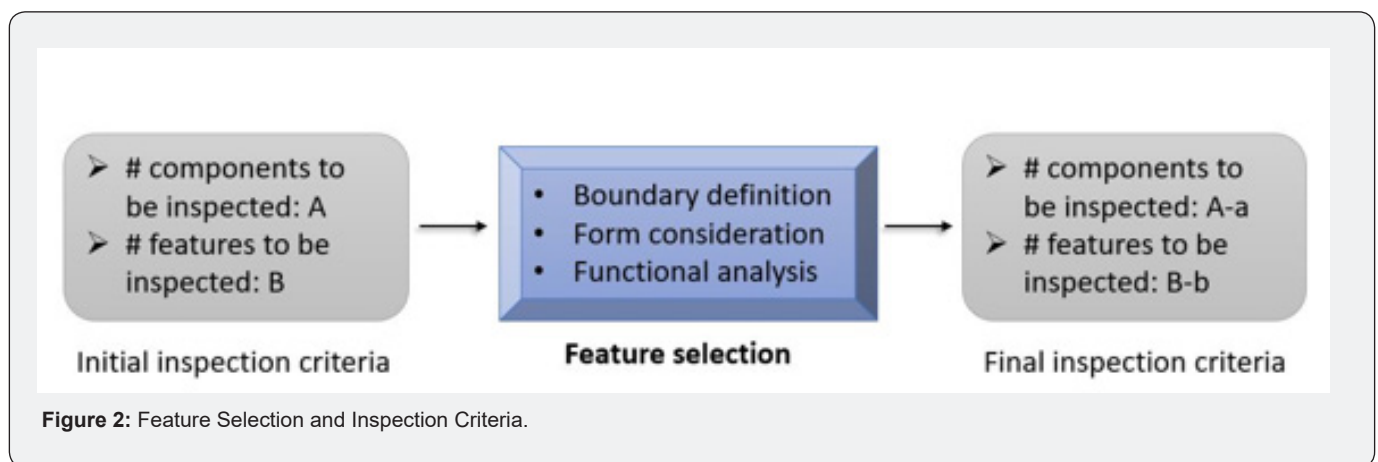 ➢ # components to
be inspected: A
➢ # features to be
inspected: B
Initial inspection criteria
• Boundary definition
• Form consideration
• Functional analysis
Feature selection
➢ # components to
be inspected: A-a
➢ # features to be
inspected: B-b
Final inspection criteria
Figure 2: Feature Selection and Inspection Criteria.